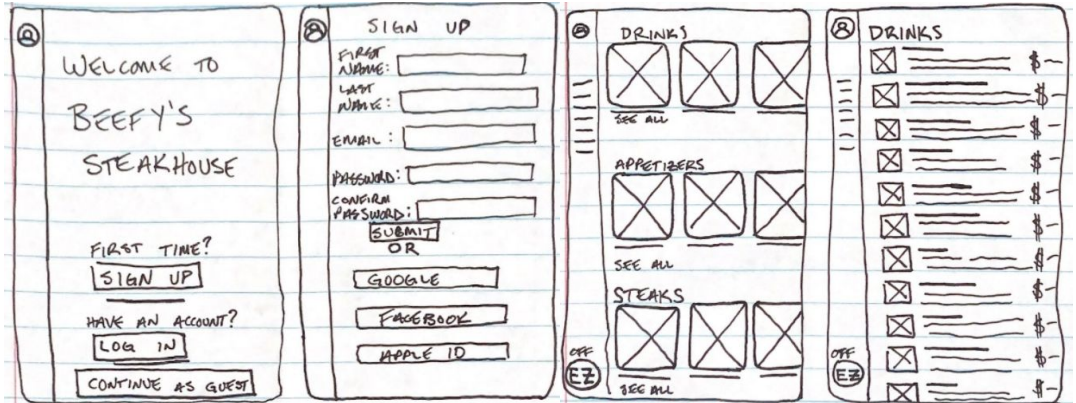 WELCOME TO
BEEFY'S
STEAKHOUSE
FIRST TIME?
SIGN UP
HAVE AN ACCOUNT?
LOG IN
CONTINUE AS GUEST
SIGN UP
FIRST
NAME:
LAST
NAME:
EMAIL:
PASSWORD:
CONFIRM
PASSWORD:
SUBMIT
OR
GOOGLE
FACEBOOK
APPLE ID
DRINKS
SEE ALL
APPETIZERS
SEE ALL
STEAKS
OFF
EZ
SEE ALL
DRINKS
$-
$-
$-
$-
$-
$-
$-
$-
$-
$-
$-
OFF
EZ